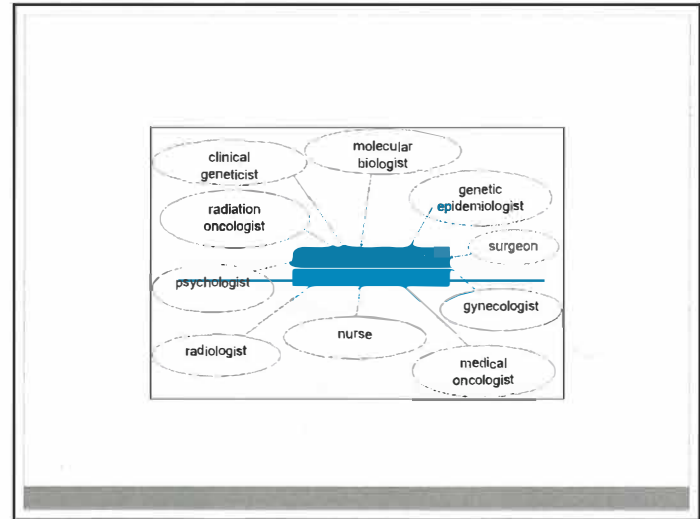 molecular
biologist
clinical
geneticist
genetic
epidemiologist
radiation
oncologist
surgeon
psychologist
gynecologist
nurse
radiologist
medical
oncologist